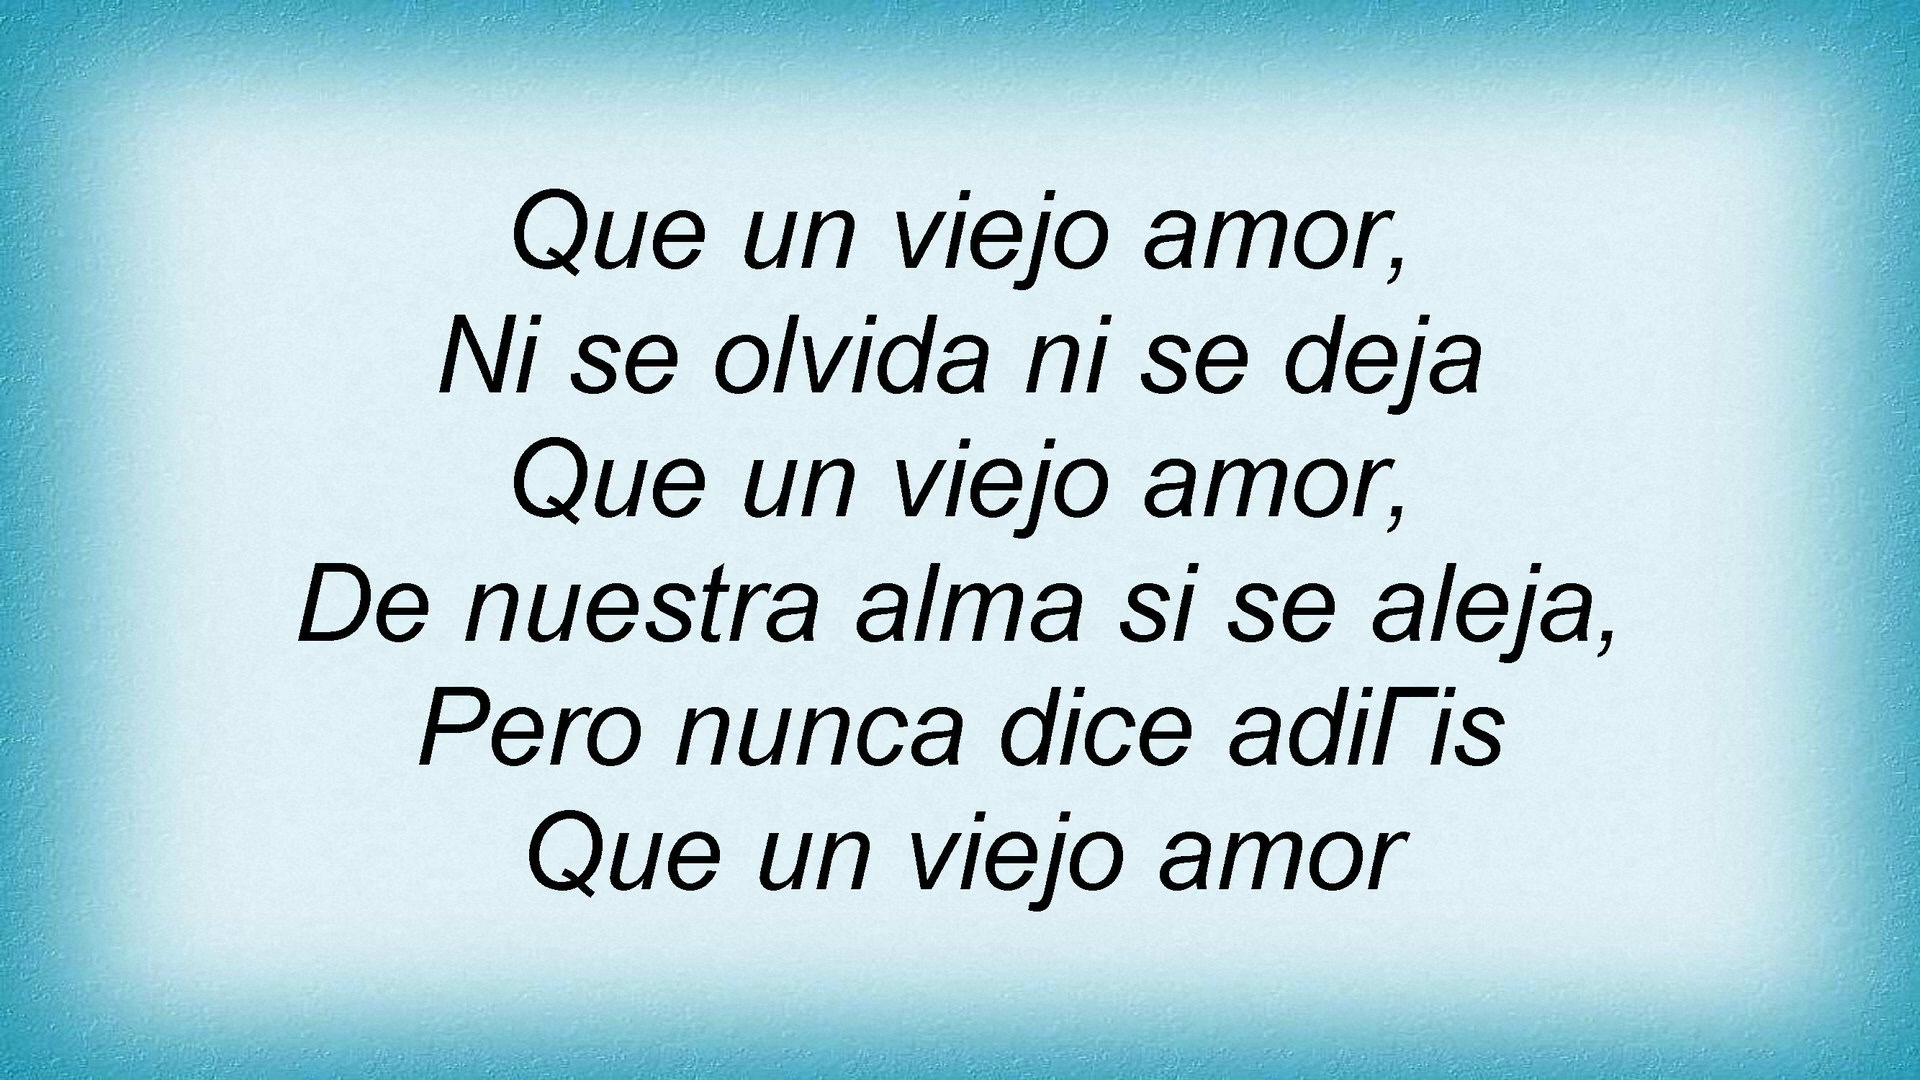 Que un viejo amor,
Ni se olvida ni se deja
Que un viejo amor,
De nuestra alma si se aleja,
Pero nunca dice adiГis
Que un viejo amor